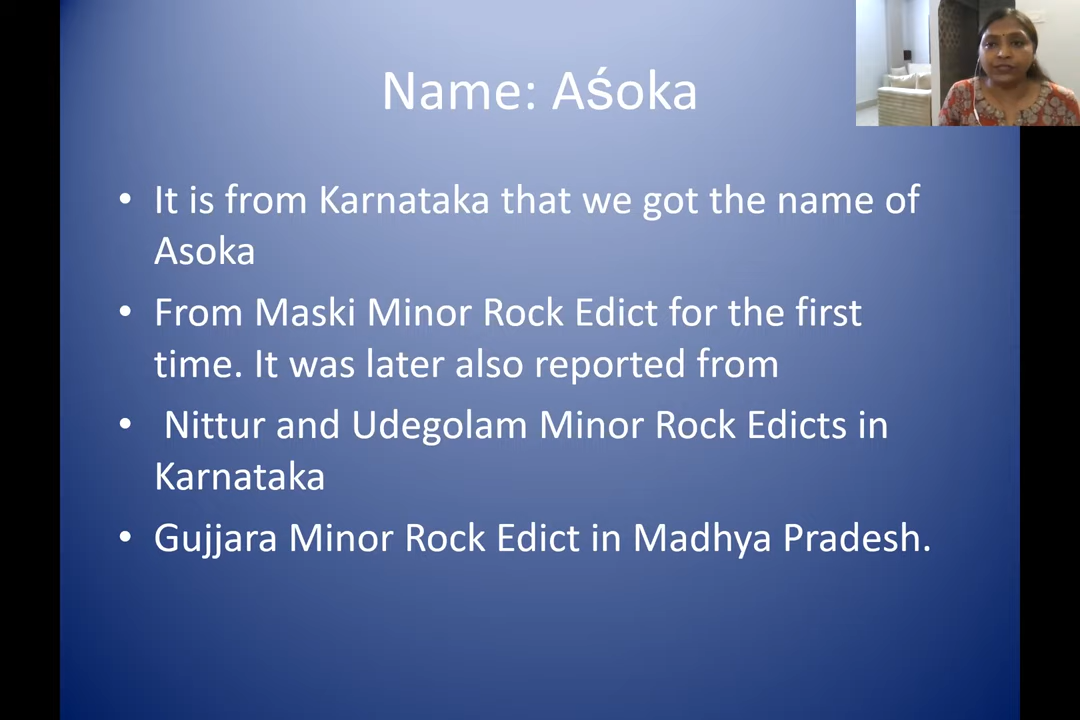 Name: Aśoka
• It is from Karnataka that we got the name of
Asoka
• From Maski Minor Rock Edict for the first
time. It was later also reported from
• Nittur and Udegolam Minor Rock Edicts in
Karnataka
• Gujjara Minor Rock Edict in Madhya Pradesh.